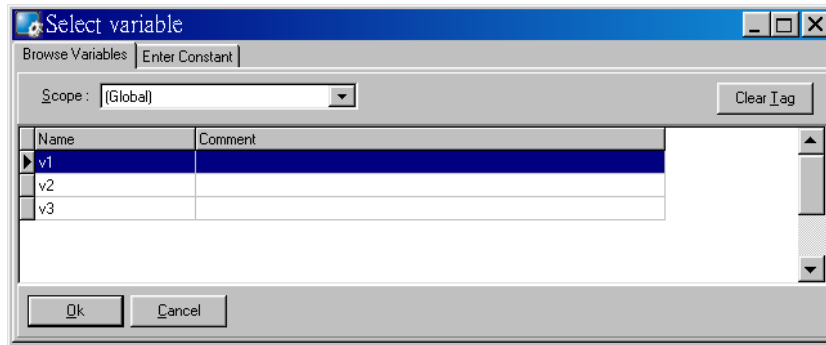 Select variable
Browse Variables Enter Constant
Scope : (Global) Clear Tag
Name Comment
v1
v2
v3
Ok Cancel